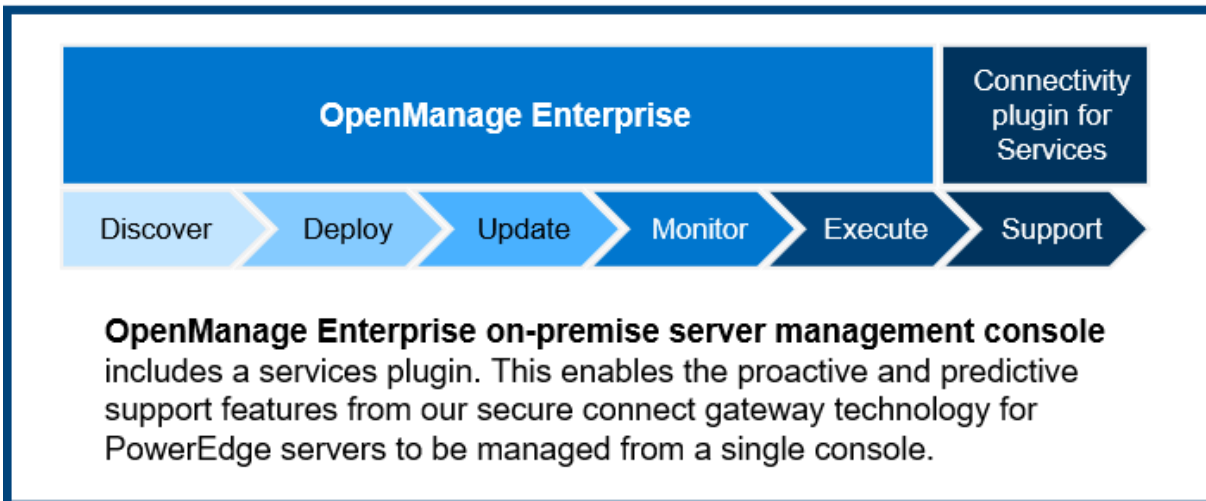 OpenManage Enterprise
Connectivity
plugin for
Services
Discover
Deploy
Update
Monitor
Execute
Support
OpenManage Enterprise on-premise server management console
includes a services plugin. This enables the proactive and predictive
support features from our secure connect gateway technology for
PowerEdge servers to be managed from a single console.